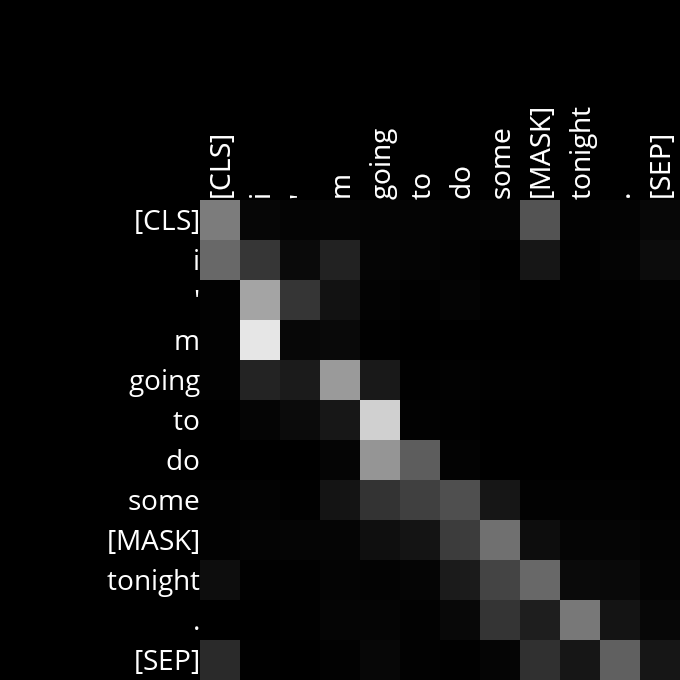 [CLS] i ' m going to do some [MASK] tonight . [SEP]
[CLS]
i
'
m
going
to
do
some
[MASK]
tonight
.
[SEP]